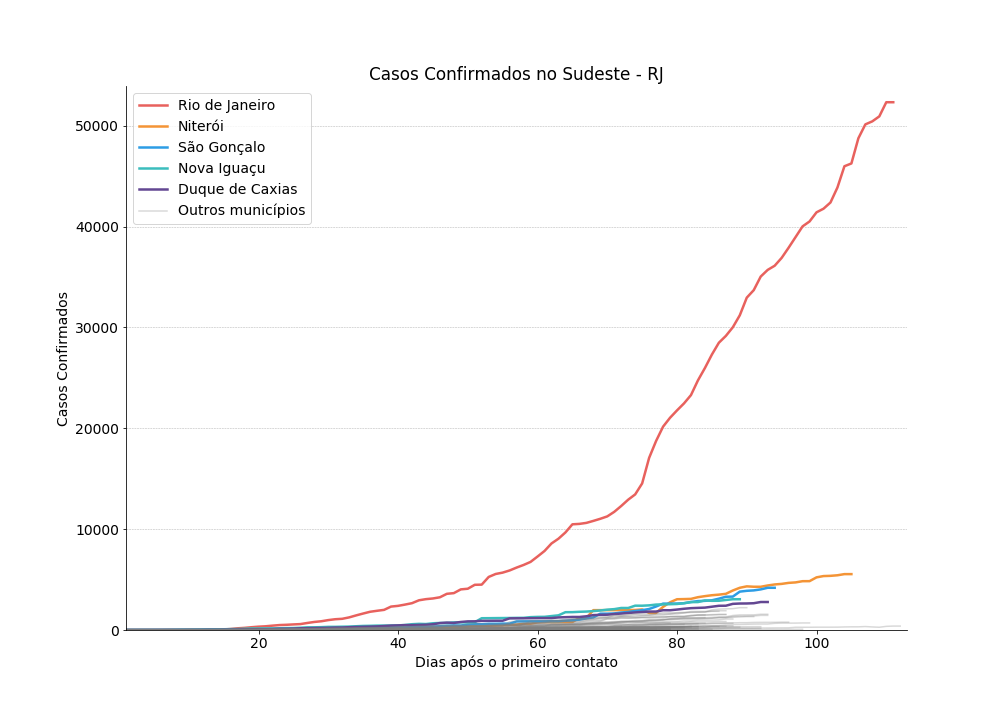 Casos Confirmados no Sudeste - RJ
Rio de Janeiro
Niterói
São Gonçalo
Nova Iguaçu
Duque de Caxias
Outros municípios
50000
40000
30000
20000
10000
0
Casos Confirmados
20 40 60 80 100
Dias após o primeiro contato